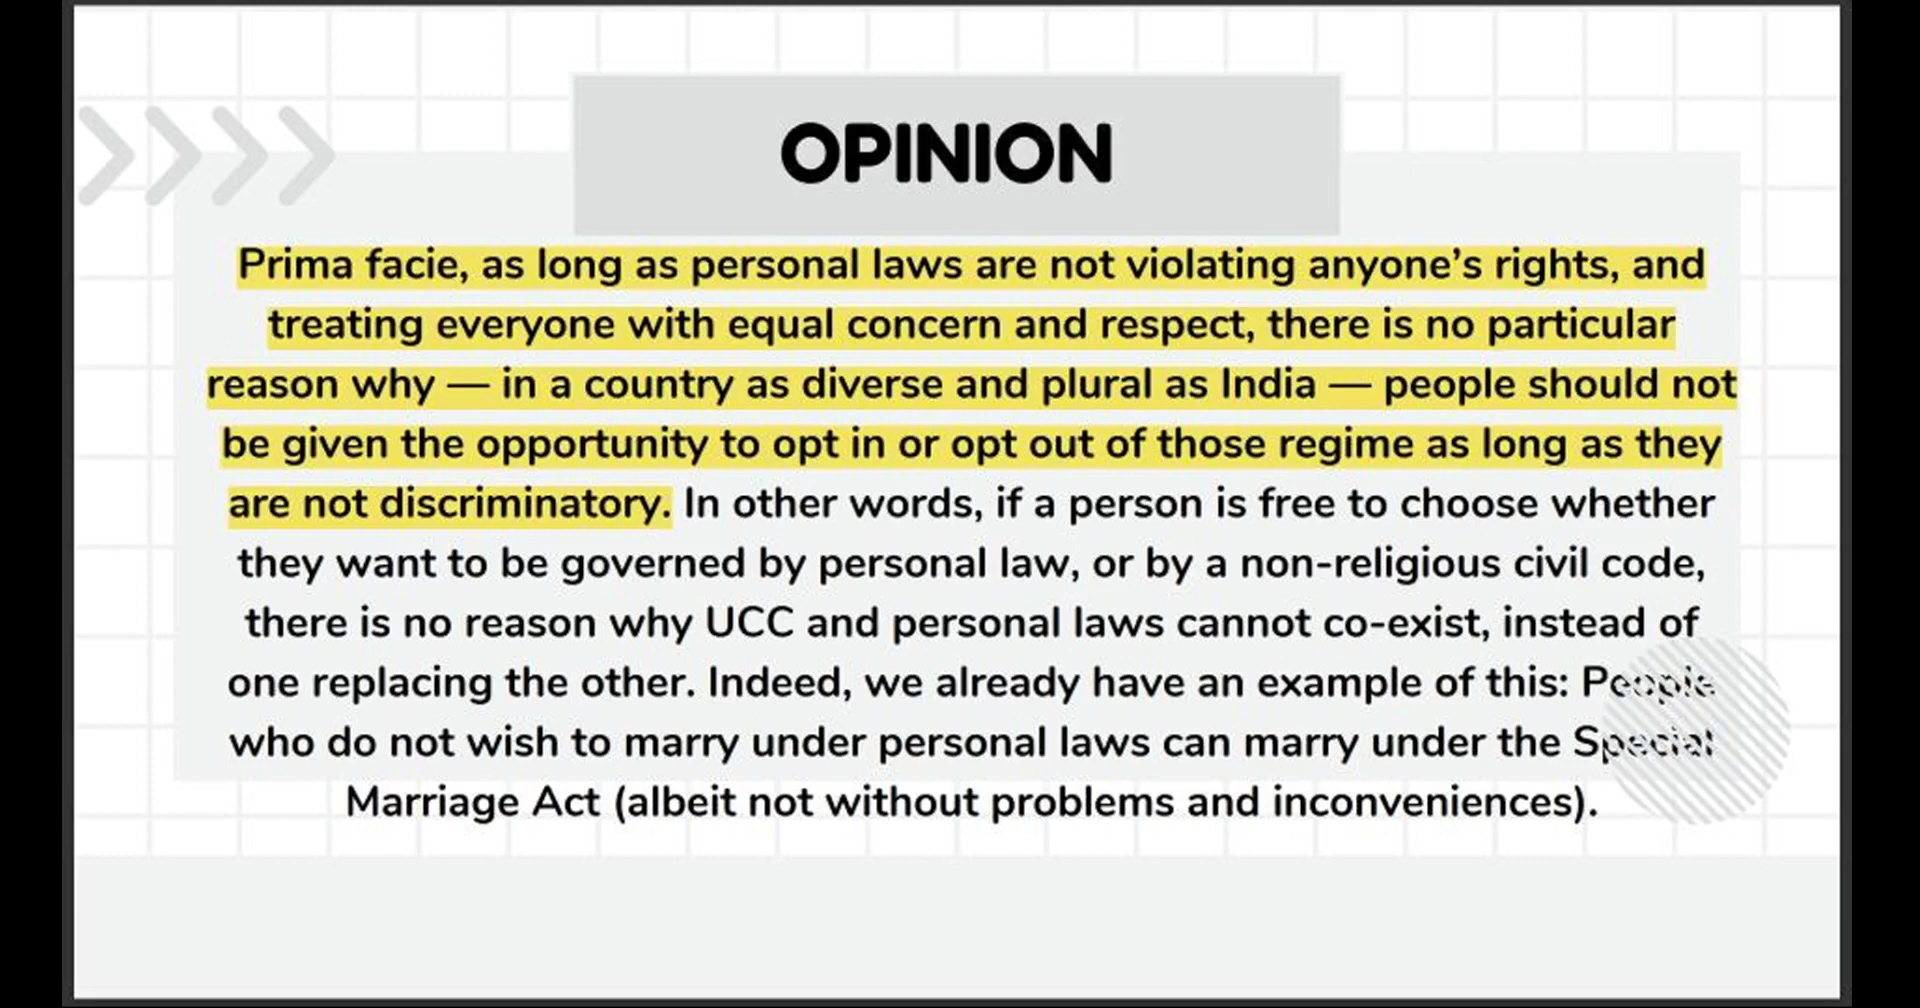 OPINION
Prima facie, as long as personal laws are not violating anyone’s rights, and
treating everyone with equal concern and respect, there is no particular
reason why — in a country as diverse and plural as India — people should not
be given the opportunity to opt in or opt out of those regime as long as they
are not discriminatory. In other words, if a person is free to choose whether
they want to be governed by personal law, or by a non-religious civil code,
there is no reason why UCC and personal laws cannot co-exist, instead of
one replacing the other. Indeed, we already have an example of this: People
who do not wish to marry under personal laws can marry under the Special
Marriage Act (albeit not without problems and inconveniences).